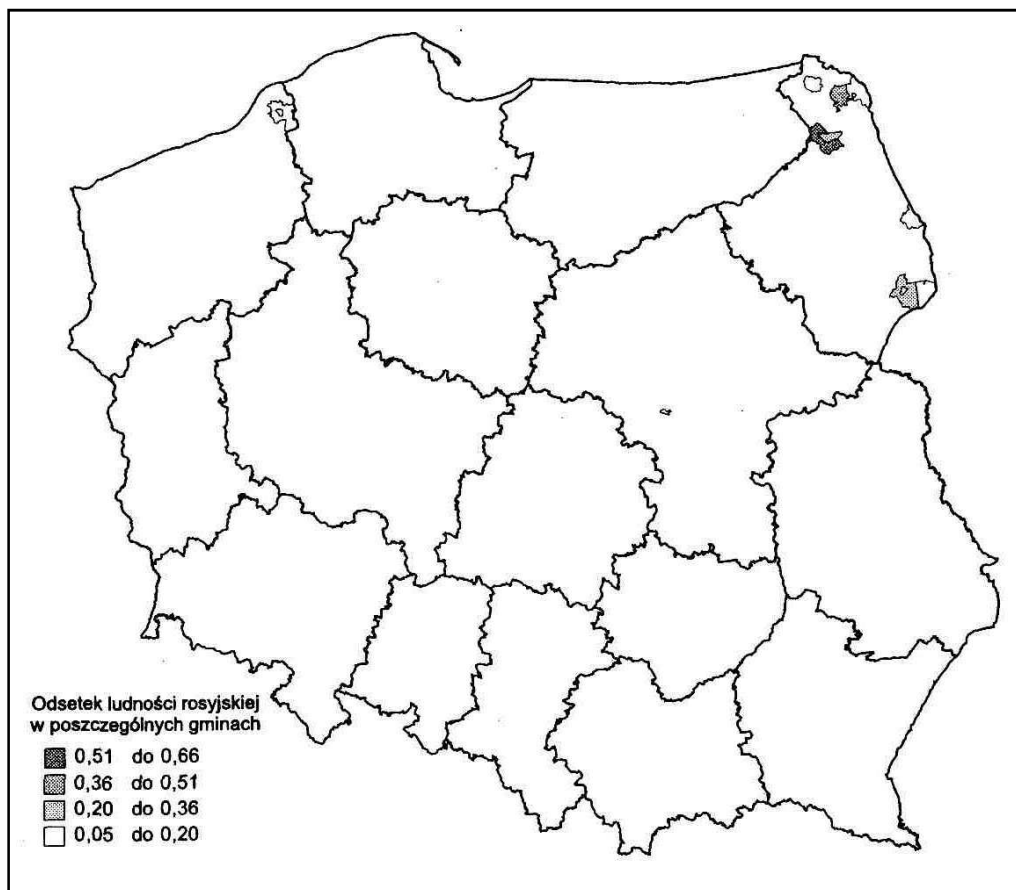 Odsetek ludności rosyjskiej
w poszczególnych gminach
0,51 do 0,66
0,36 do 0,51
0,20 do 0,36
0,05 do 0,20